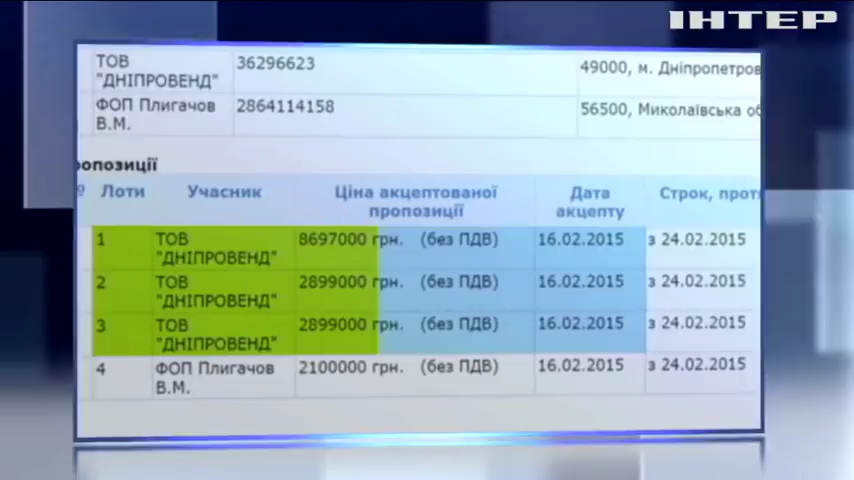 ІНТЕР
ТОВ 36296623 49000, м. Дніпропетров
"ДНІПРОВЕНД"
ФОП Плигачов 2864114158 56500, Миколаївська об
В.М.
ропозиції
№ Лоти Учасник Ціна акцептованої Дата Строк, протя
пропозиції акцепту
1 ТОВ 8697000 грн. (без ПДВ) 16.02.2015 з 24.02.2015
"ДНІПРОВЕНД"
2 ТОВ 2899000 грн. (без ПДВ) 16.02.2015 з 24.02.2015
"ДНІПРОВЕНД"
3 ТОВ 2899000 грн. (без ПДВ) 16.02.2015 з 24.02.2015
"ДНІПРОВЕНД"
4 ФОП Плигачов 2100000 грн. (без ПДВ) 16.02.2015 з 24.02.2015
В.М.